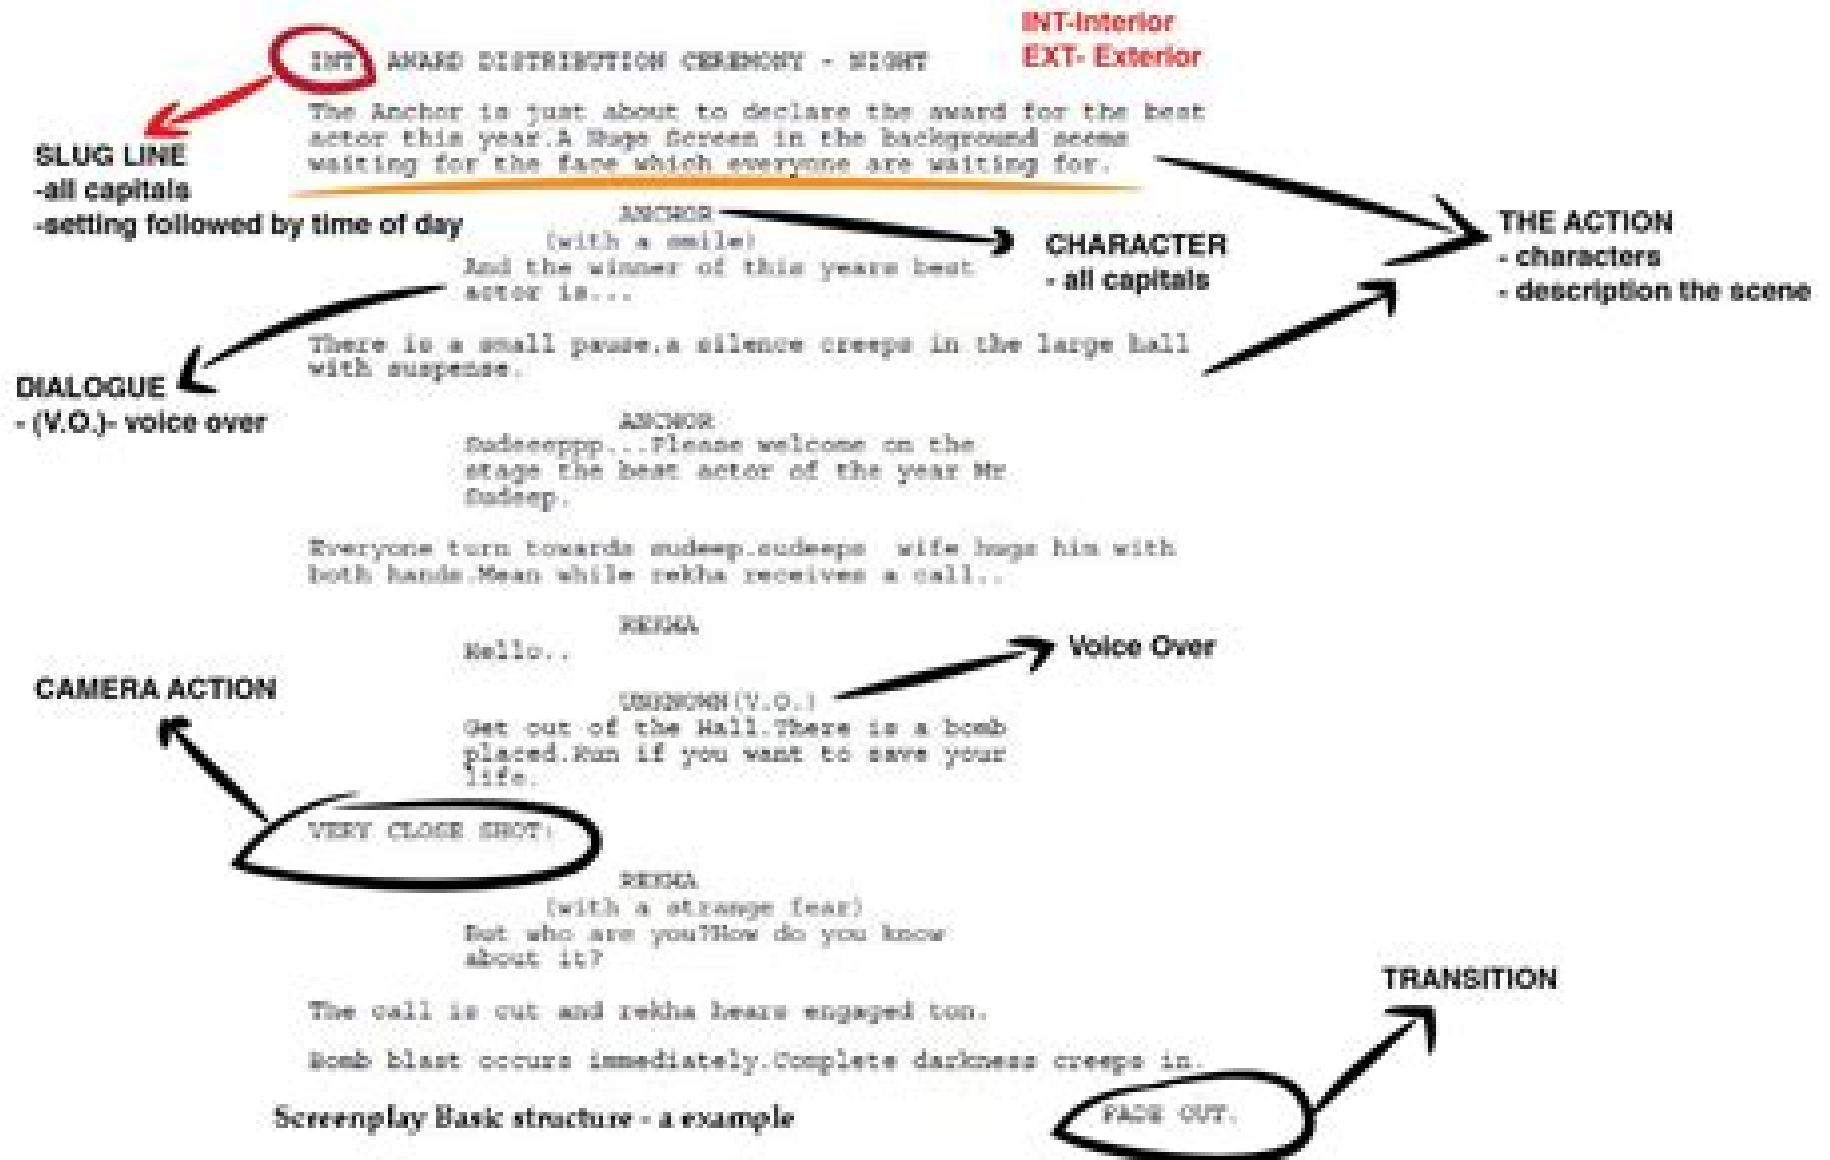 INT-Interior
EXT- Exterior
INT AWARD DISTRIBUTION CEREMONY - NIGHT
The Anchor is just about to declare the award for the best
actor this year.A Huge Screen in the background seems
waiting for the face which everyone are waiting for.
SLUG LINE
-all capitals
-setting followed by time of day
ANCHOR
(with a smile)
And the winner of this years best
actor is...
CHARACTER
- all capitals
THE ACTION
- characters
- description the scene
There is a small pause,a silence creeps in the large hall
with suspense.
DIALOGUE
- (V.O.)- voice over
ANCHOR
Sudeeeppp...Please welcome on the
stage the best actor of the year Mr
Sudeep.
Everyone turn towards sudeep.sudeeps wife hugs him with
both hands.Mean while rekha receives a call..
REKHA
Hello..
Voice Over
CAMERA ACTION
UNKNOWN(V.O.)
Get out of the Hall.There is a bomb
placed.Run if you want to save your
life.
VERY CLOSE SHOT:
REKHA
(with a strange fear)
But who are you?How do you know
about it?
TRANSITION
The call is cut and rekha hears engaged ton.
Bomb blast occurs immediately.Complete darkness creeps in.
FADE OUT.
Screenplay Basic structure - a example